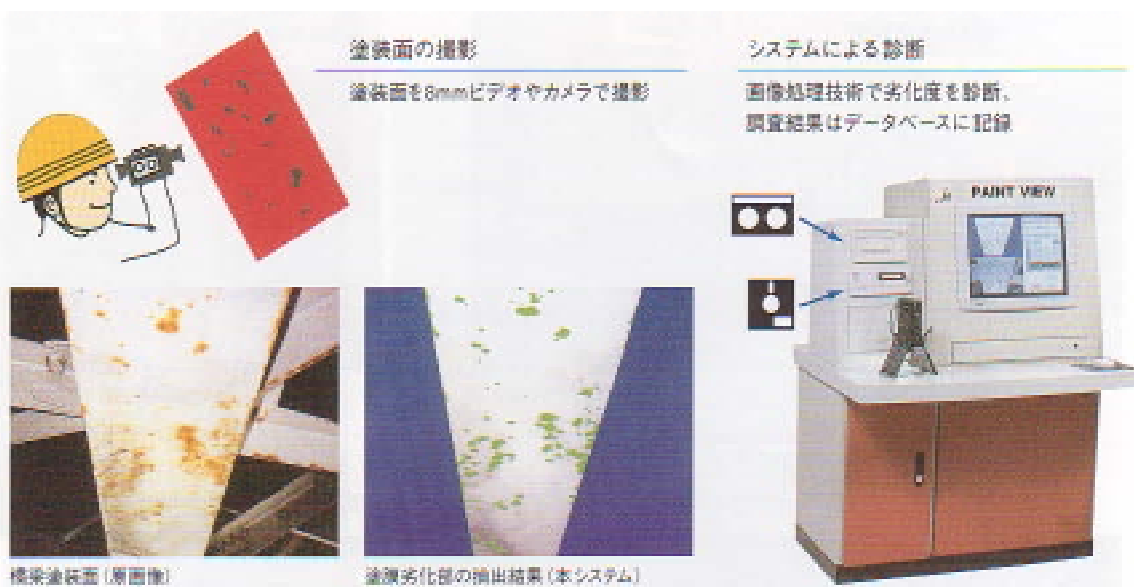 塗装面の撮影
塗装面を8mmビデオやカメラで撮影
システムによる診断
画像処理技術で劣化度を診断、
調査結果はデータベースに記録
PAINT VIEW
橋梁塗装面（原画像）
塗膜劣化部の抽出結果（本システム）